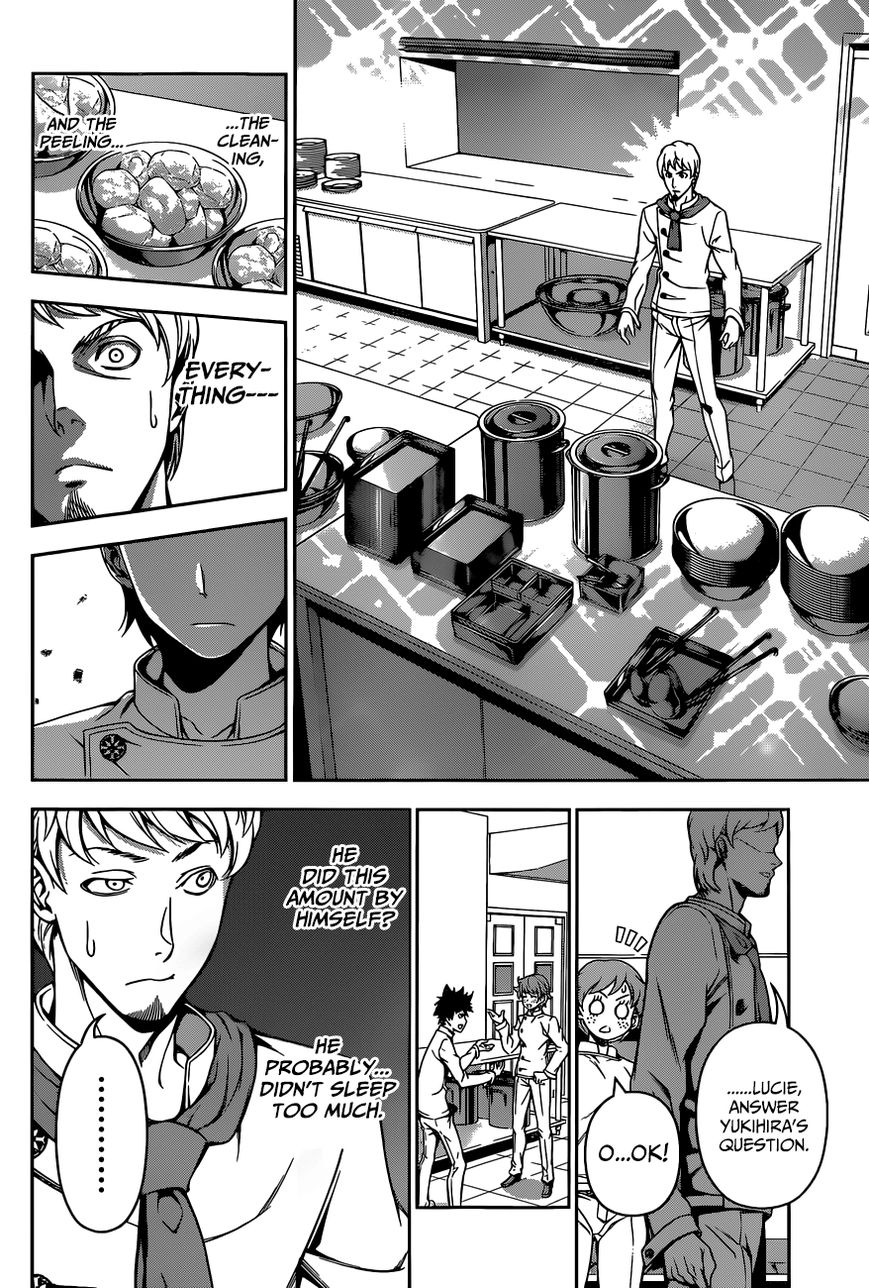 ...THE
CLEAN-
ING,
AND THE
PEELING...
EVERY-
THING---
......LUCIE,
ANSWER
YUKIHIRA'S
QUESTION.
O...OK!
HE
DID THIS
AMOUNT BY
HIMSELF?
HE
PROBABLY...
DIDN'T SLEEP
TOO MUCH.
.........